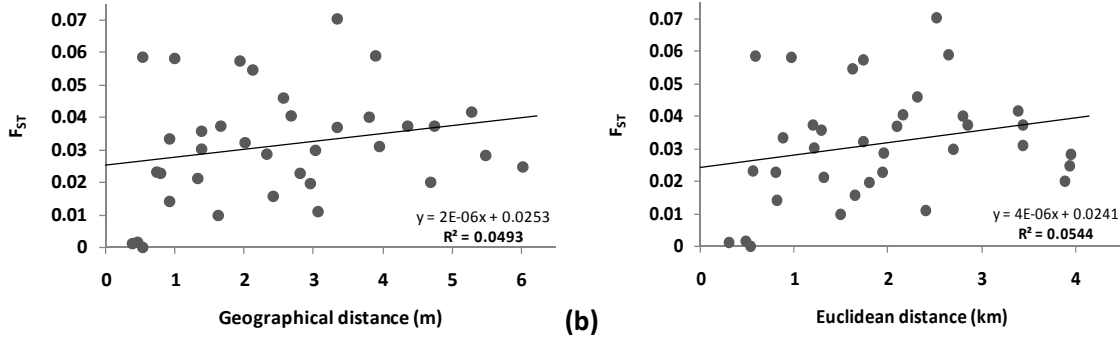 0.07
0.06
0.05
0.04
0.03
0.02
0.01
0
F_ST
0 1 2 3 4 5 6
Geographical distance (m)
y = 2E-06x + 0.0253
R² = 0.0493
(b)
0.07
0.06
0.05
0.04
0.03
0.02
0.01
0
F_ST
0 1 2 3 4
Euclidean distance (km)
y = 4E-06x + 0.0241
R² = 0.0544